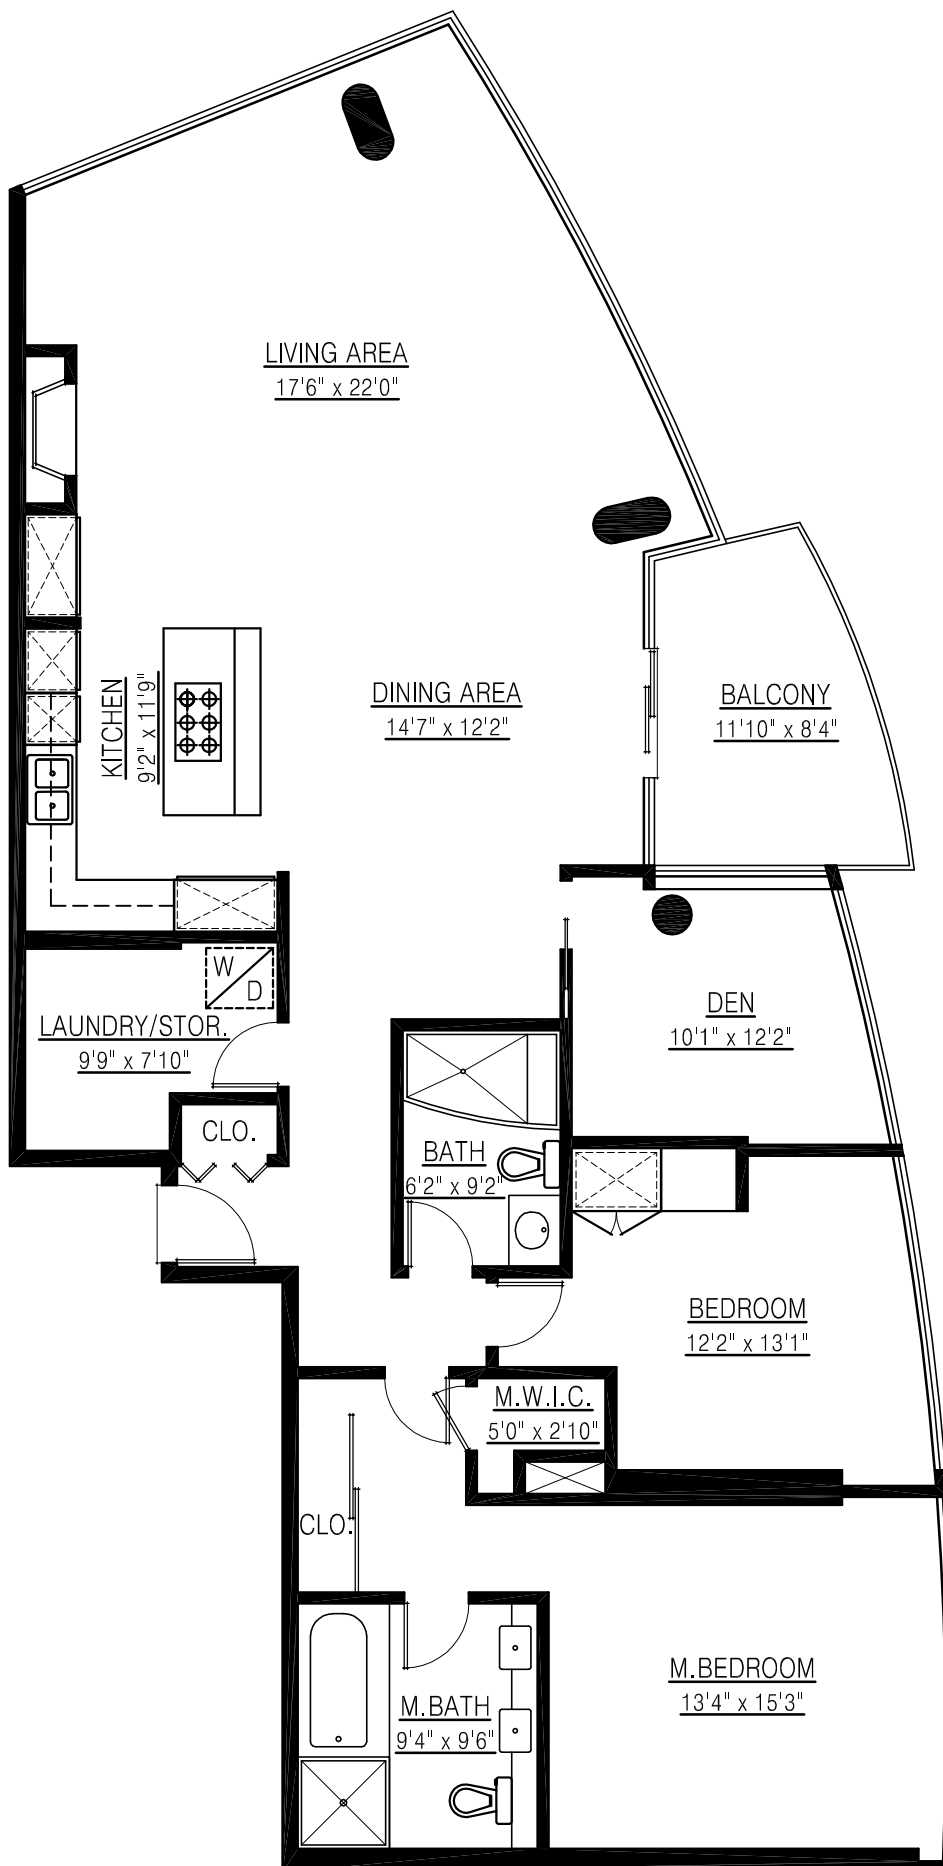 LIVING AREA
17'6" x 22'0"
KITCHEN
9'2" x 11'9"
DINING AREA
14'7" x 12'2"
BALCONY
11'10" x 8'4"
W
D
LAUNDRY/STOR.
9'9" x 7'10"
DEN
10'1" x 12'2"
CLO.
BATH
6'2" x 9'2"
BEDROOM
12'2" x 13'1"
M.W.I.C.
5'0" x 2'10"
CLO.
M.BEDROOM
13'4" x 15'3"
M.BATH
9'4" x 9'6"